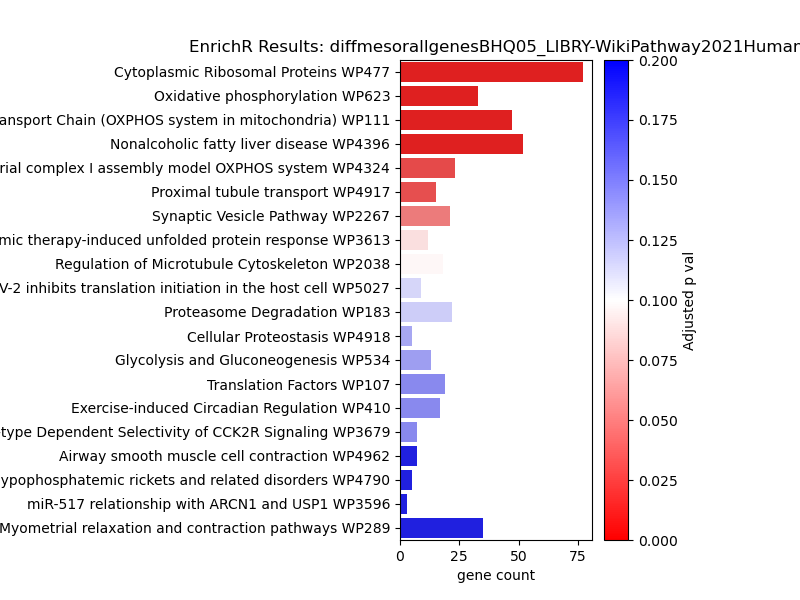 EnrichR Results: diffmesorallgenesBHQ05_LIBRY-WikiPathway2021Human
Cytoplasmic Ribosomal Proteins WP477
Oxidative phosphorylation WP623
ansport Chain (OXPHOS system in mitochondria) WP111
Nonalcoholic fatty liver disease WP4396
rial complex I assembly model OXPHOS system WP4324
Proximal tubule transport WP4917
Synaptic Vesicle Pathway WP2267
mic therapy-induced unfolded protein response WP3613
Regulation of Microtubule Cytoskeleton WP2038
V-2 inhibits translation initiation in the host cell WP5027
Proteasome Degradation WP183
Cellular Proteostasis WP4918
Glycolysis and Gluconeogenesis WP534
Translation Factors WP107
Exercise-induced Circadian Regulation WP410
-type Dependent Selectivity of CCK2R Signaling WP3679
Airway smooth muscle cell contraction WP4962
ypophosphatemic rickets and related disorders WP4790
miR-517 relationship with ARCN1 and USP1 WP3596
Myometrial relaxation and contraction pathways WP289
0 25 50 75
gene count
0.200
0.175
0.150
0.125
0.100
0.075
0.050
0.025
0.000
Adjusted p val